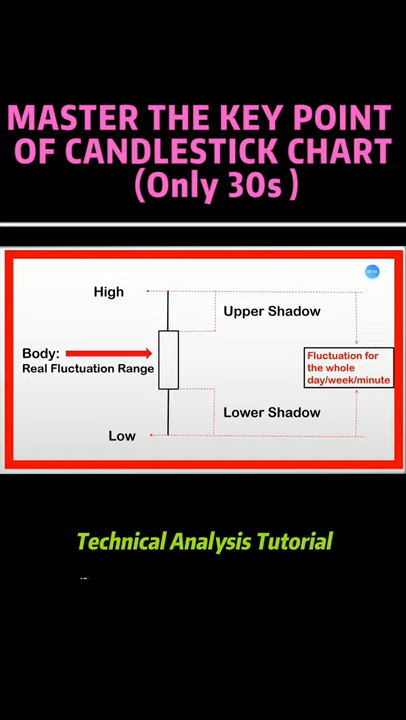 MASTER THE KEY POINT
OF CANDLESTICK CHART
(Only 30s)
High
Upper Shadow
Body:
Real Fluctuation Range
Fluctuation for
the whole
day/week/minute
Lower Shadow
Low
Technical Analysis Tutorial